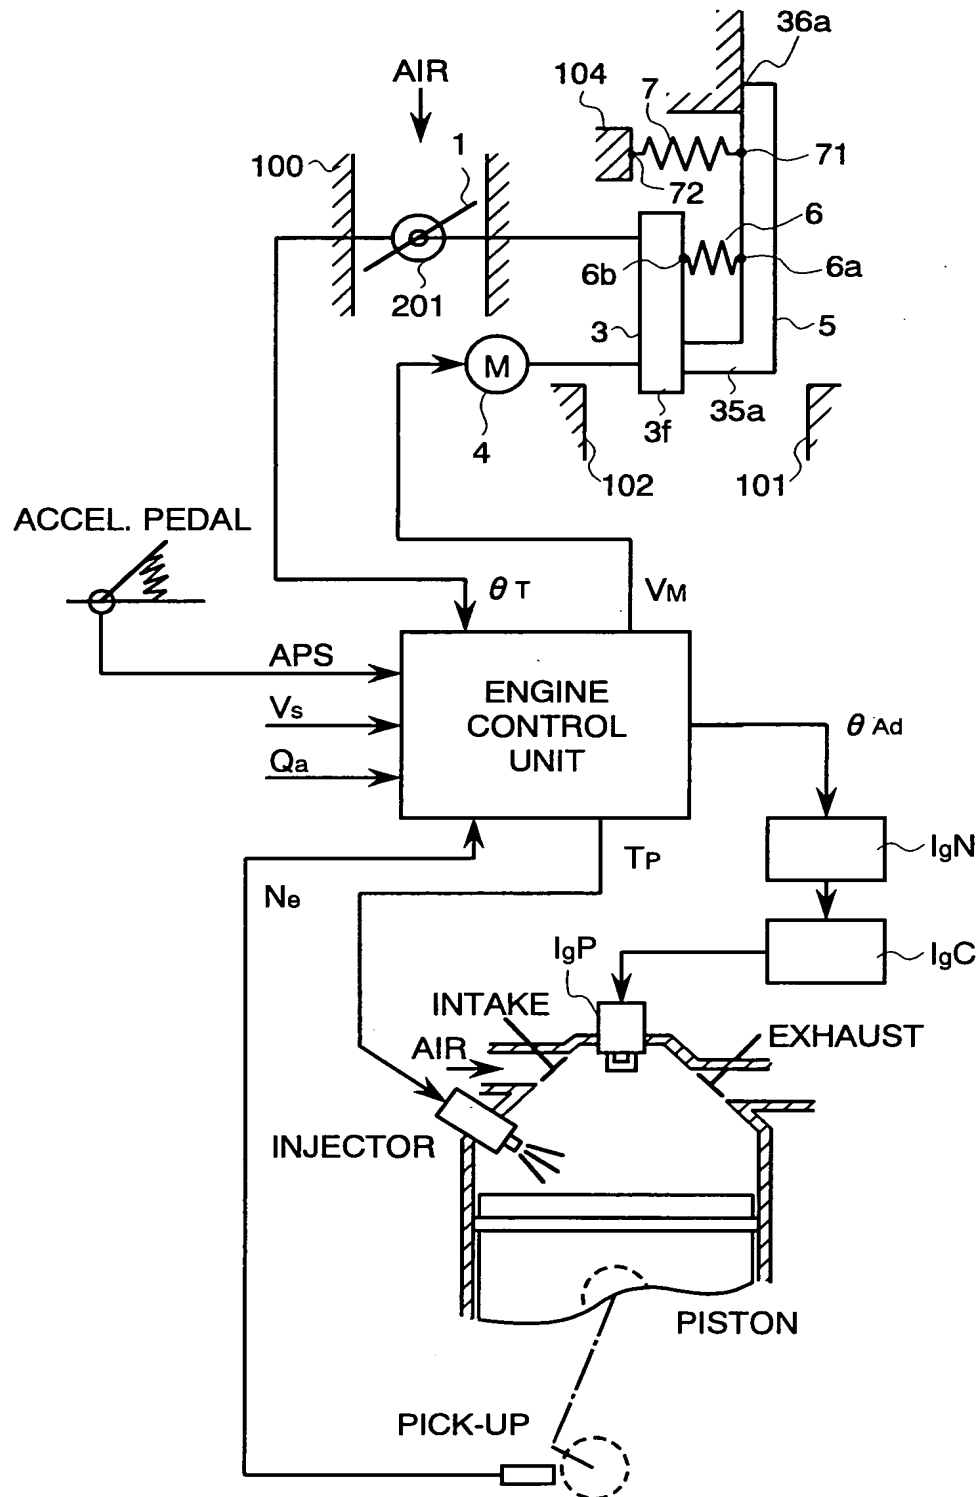 36a
AIR
104
7
100
1
71
72
6
6b
6a
201
3
5
M
35a
4
3f
102
101
ACCEL. PEDAL
θT
VM
APS
ENGINE
CONTROL
UNIT
Vs
θAd
Qa
IgN
TP
Ne
IgC
IgP
INTAKE
EXHAUST
AIR
INJECTOR
PISTON
PICK-UP